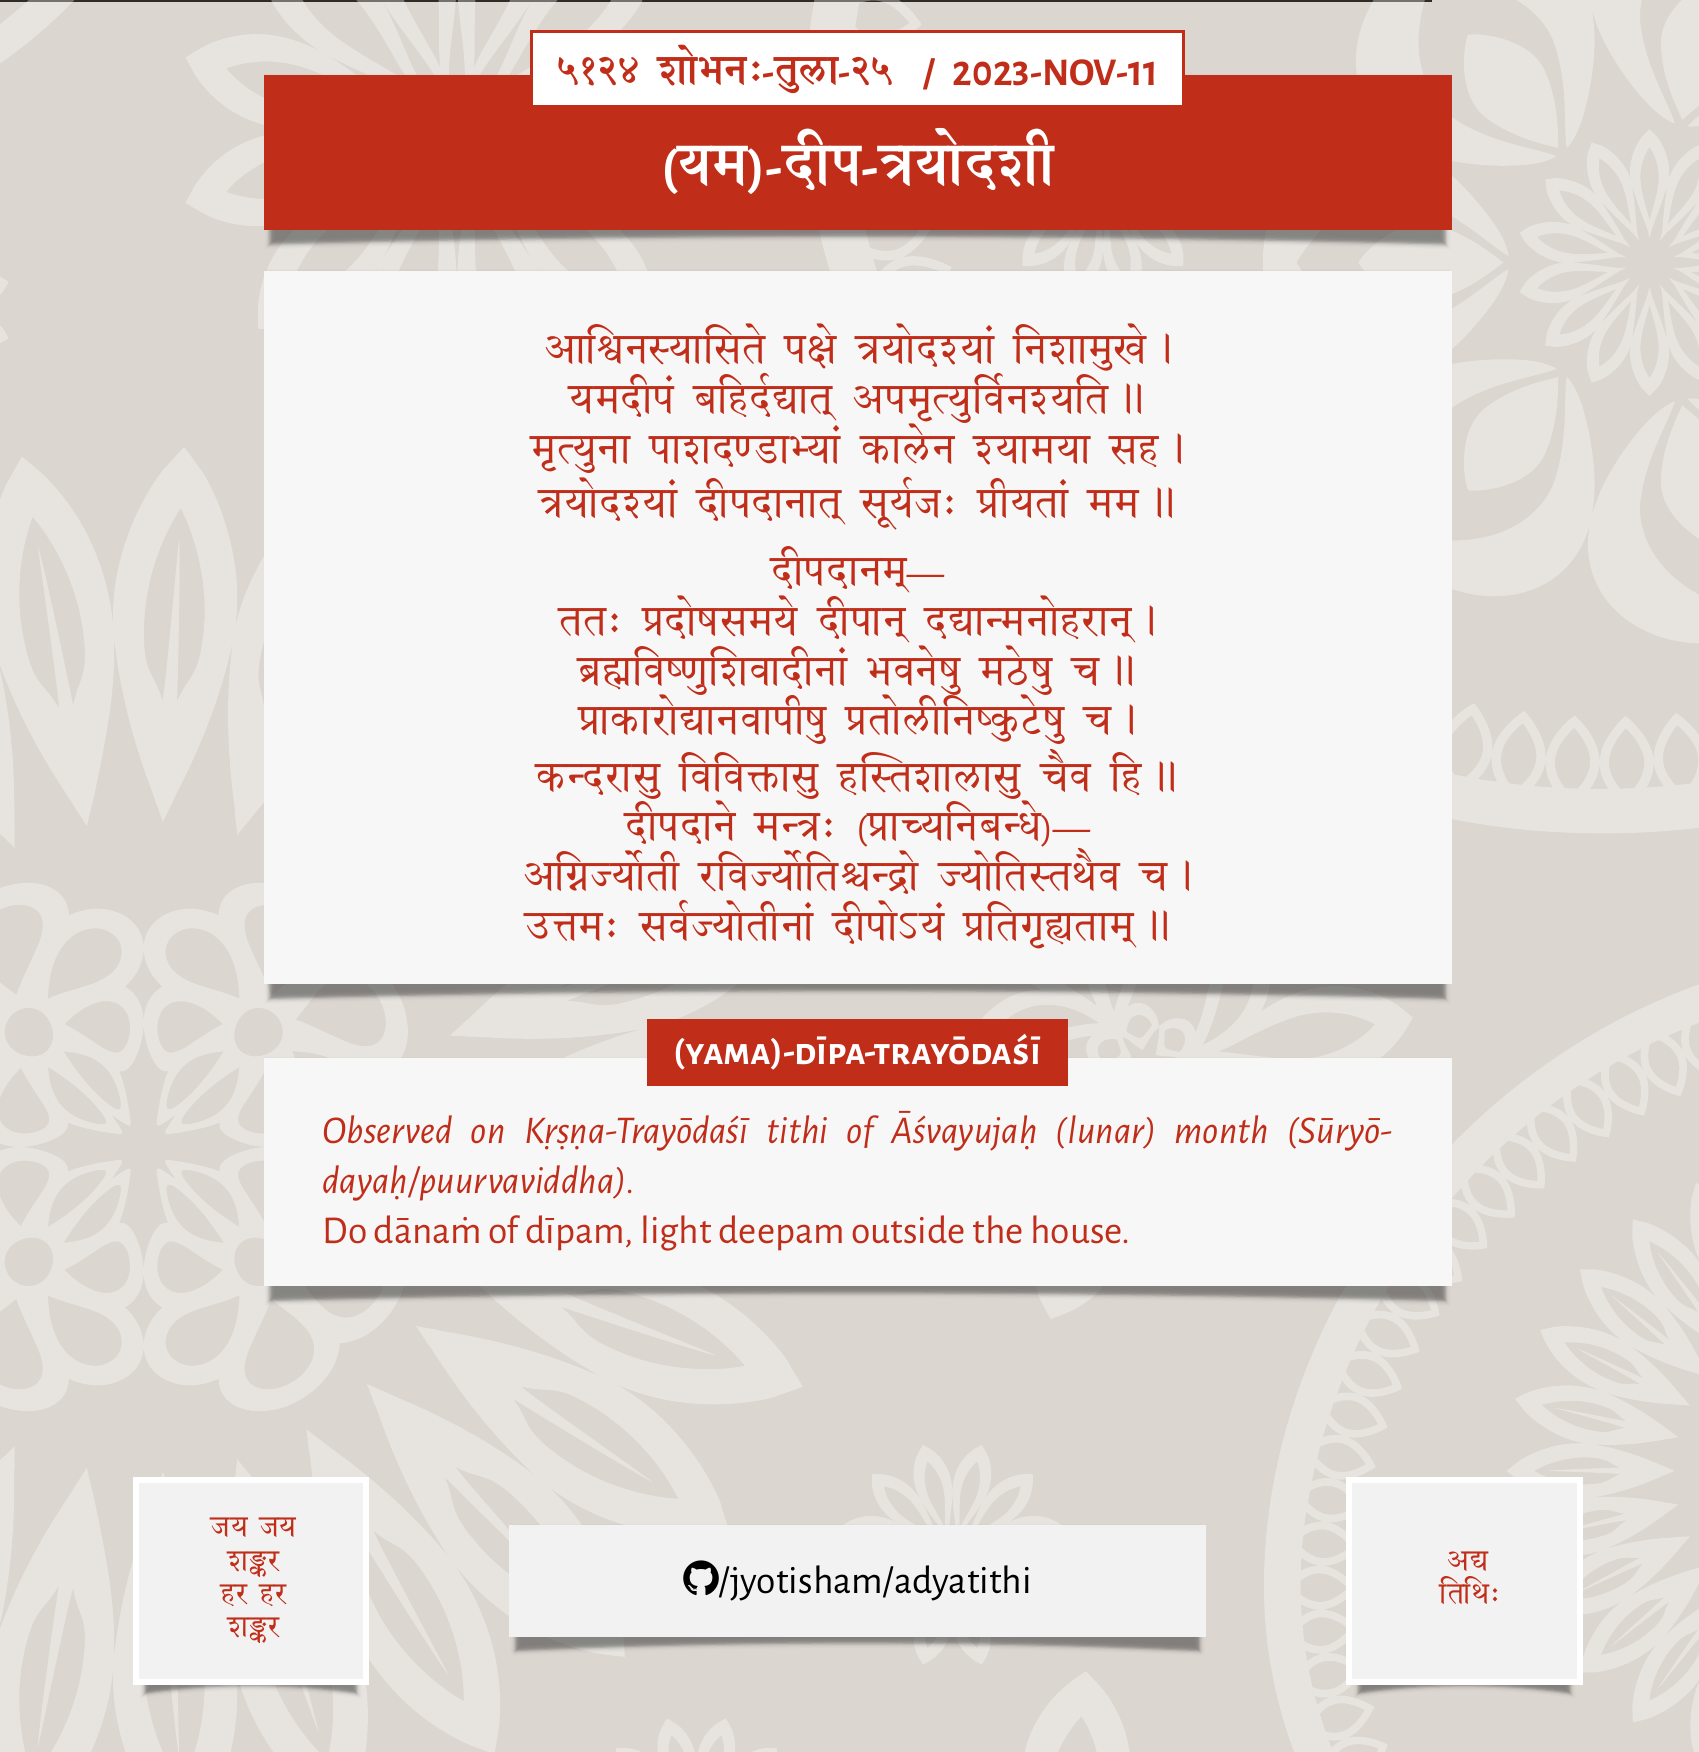 ५१२४ शोभनः-तुला-२५ / 2023-NOV-11
(यम)-दीप-त्रयोदशी
आश्विनस्यासिते पक्षे त्रयोदश्यां निशामुखे ।
यमदीपं बहिर्दद्यात् अपमृत्युर्विनश्यति ॥
मृत्युना पाशदण्डाभ्यां कालेन श्यामया सह ।
त्रयोदश्यां दीपदानात् सूर्यजः प्रीयतां मम ॥
दीपदानम्—
ततः प्रदोषसमये दीपान् दद्यान्मनोहरान् ।
ब्रह्मविष्णुशिवादीनां भवनेषु मठेषु च ॥
प्राकारोद्यानवापीषु प्रतोलीनिष्कुटेषु च ।
कन्दरासु विविक्तासु हस्तिशालासु चैव हि ॥
दीपदाने मन्त्रः (प्राच्यनिबन्धे)—
अग्निर्ज्योती रविर्ज्योतिश्चन्द्रो ज्योतिस्तथैव च ।
उत्तमः सर्वज्योतीनां दीपोऽयं प्रतिगृह्यताम् ॥
(YAMA)-DĪPA-TRAYŌDAŚĪ
Observed on Kṛṣṇa-Trayōdaśī tithi of Āśvayujaḥ (lunar) month (Sūryō-
dayaḥ/puurvaviddha).
Do dānaṁ of dīpam, light deepam outside the house.
जय जय
शङ्कर
हर हर
शङ्कर
/jyotisham/adyatithi
अद्य
तिथिः